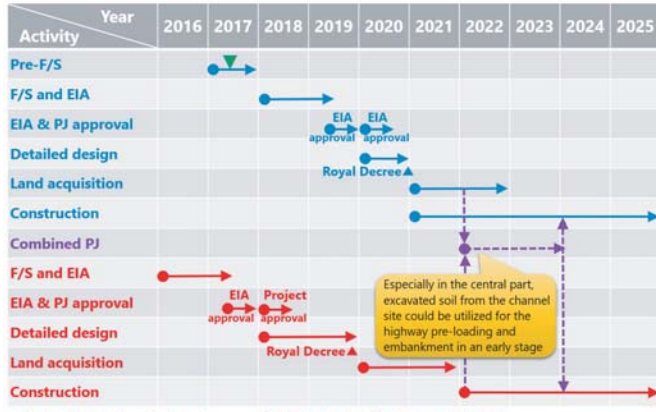 Year
Activity
2016 2017 2018 2019 2020 2021 2022 2023 2024 2025
Pre-F/S
F/S and EIA
EIA & PJ approval
EIA approval
EIA approval
Detailed design
Royal Decree
Land acquisition
Construction
Combined PJ
F/S and EIA
Especially in the central part,
excavated soil from the channel
site could be utilized for the
highway pre-loading and
embankment in an early stage
EIA & PJ approval
EIA approval
Project approval
Detailed design
Royal Decree
Land acquisition
Construction